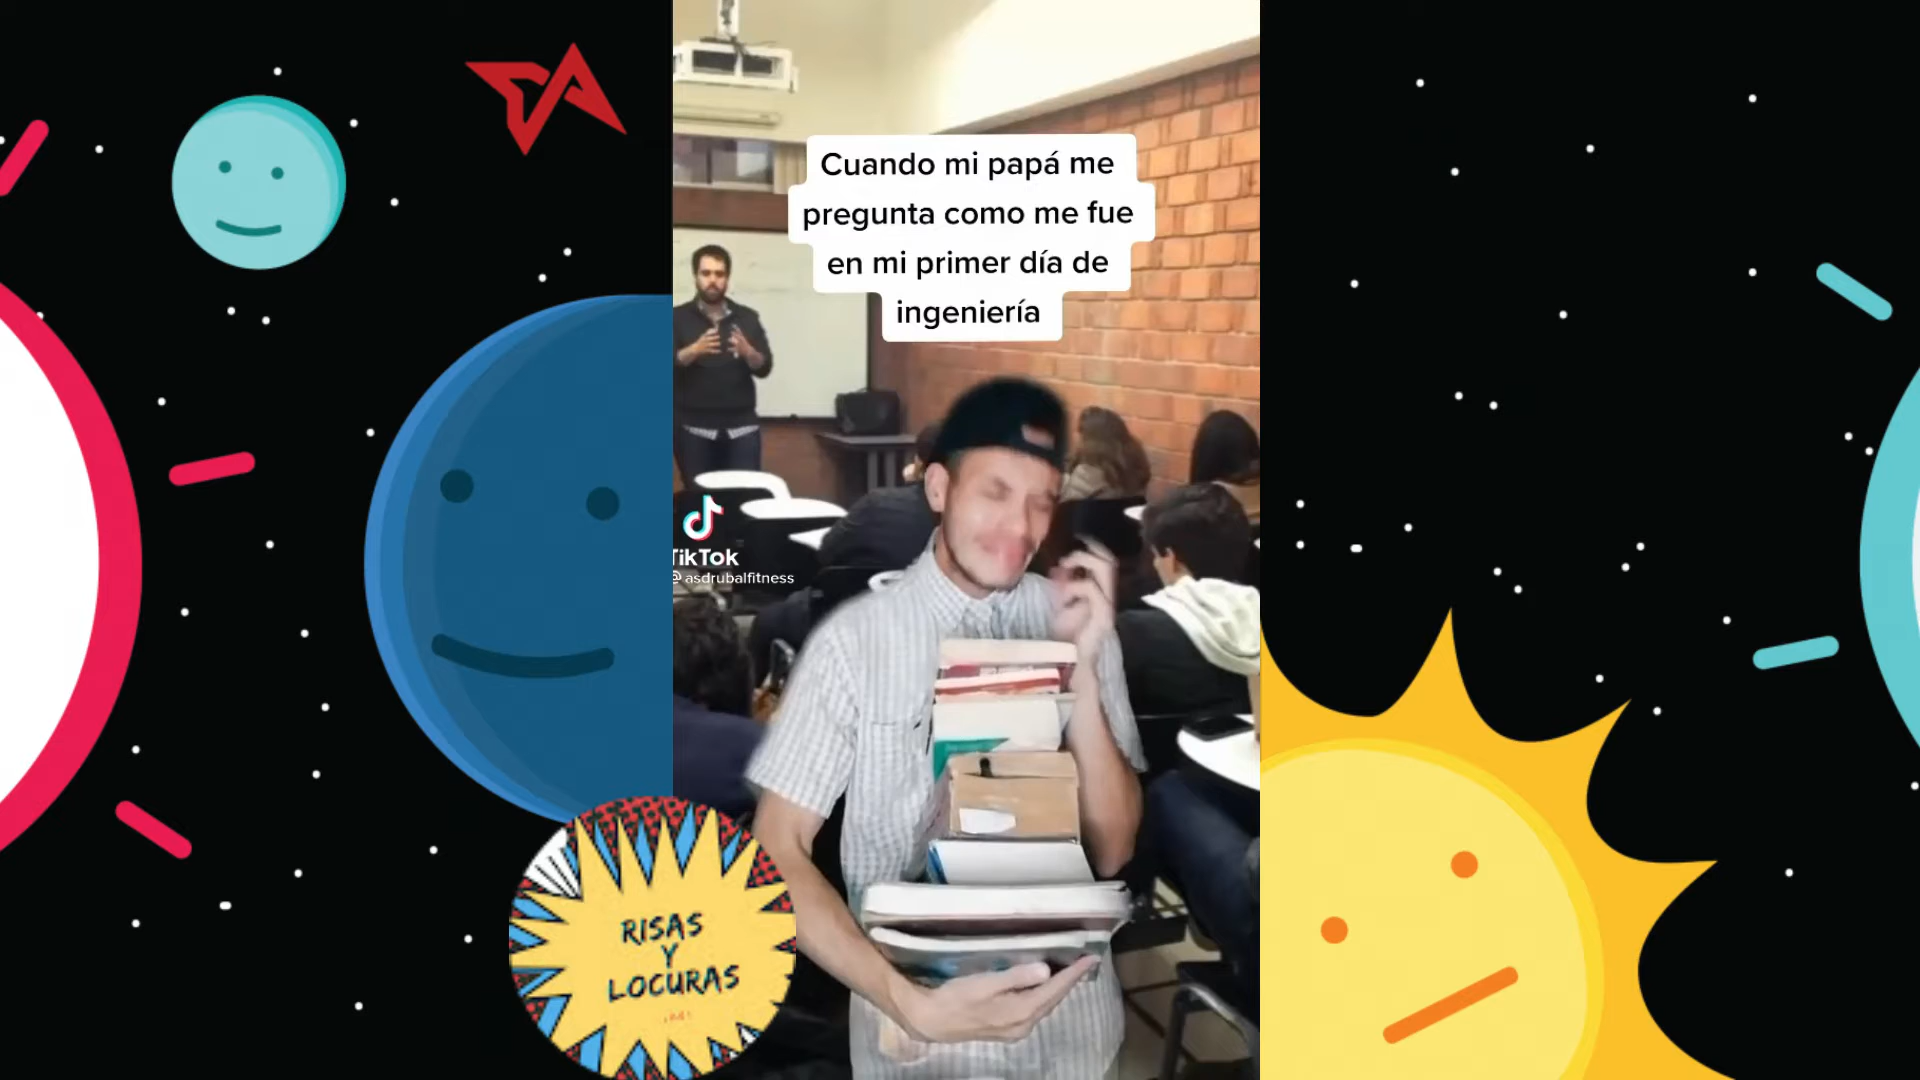 Cuando mi papá me
pregunta como me fue
en mi primer día de
ingeniería
TikTok
@asdrubalfitness
RISAS
Y
LOCURAS